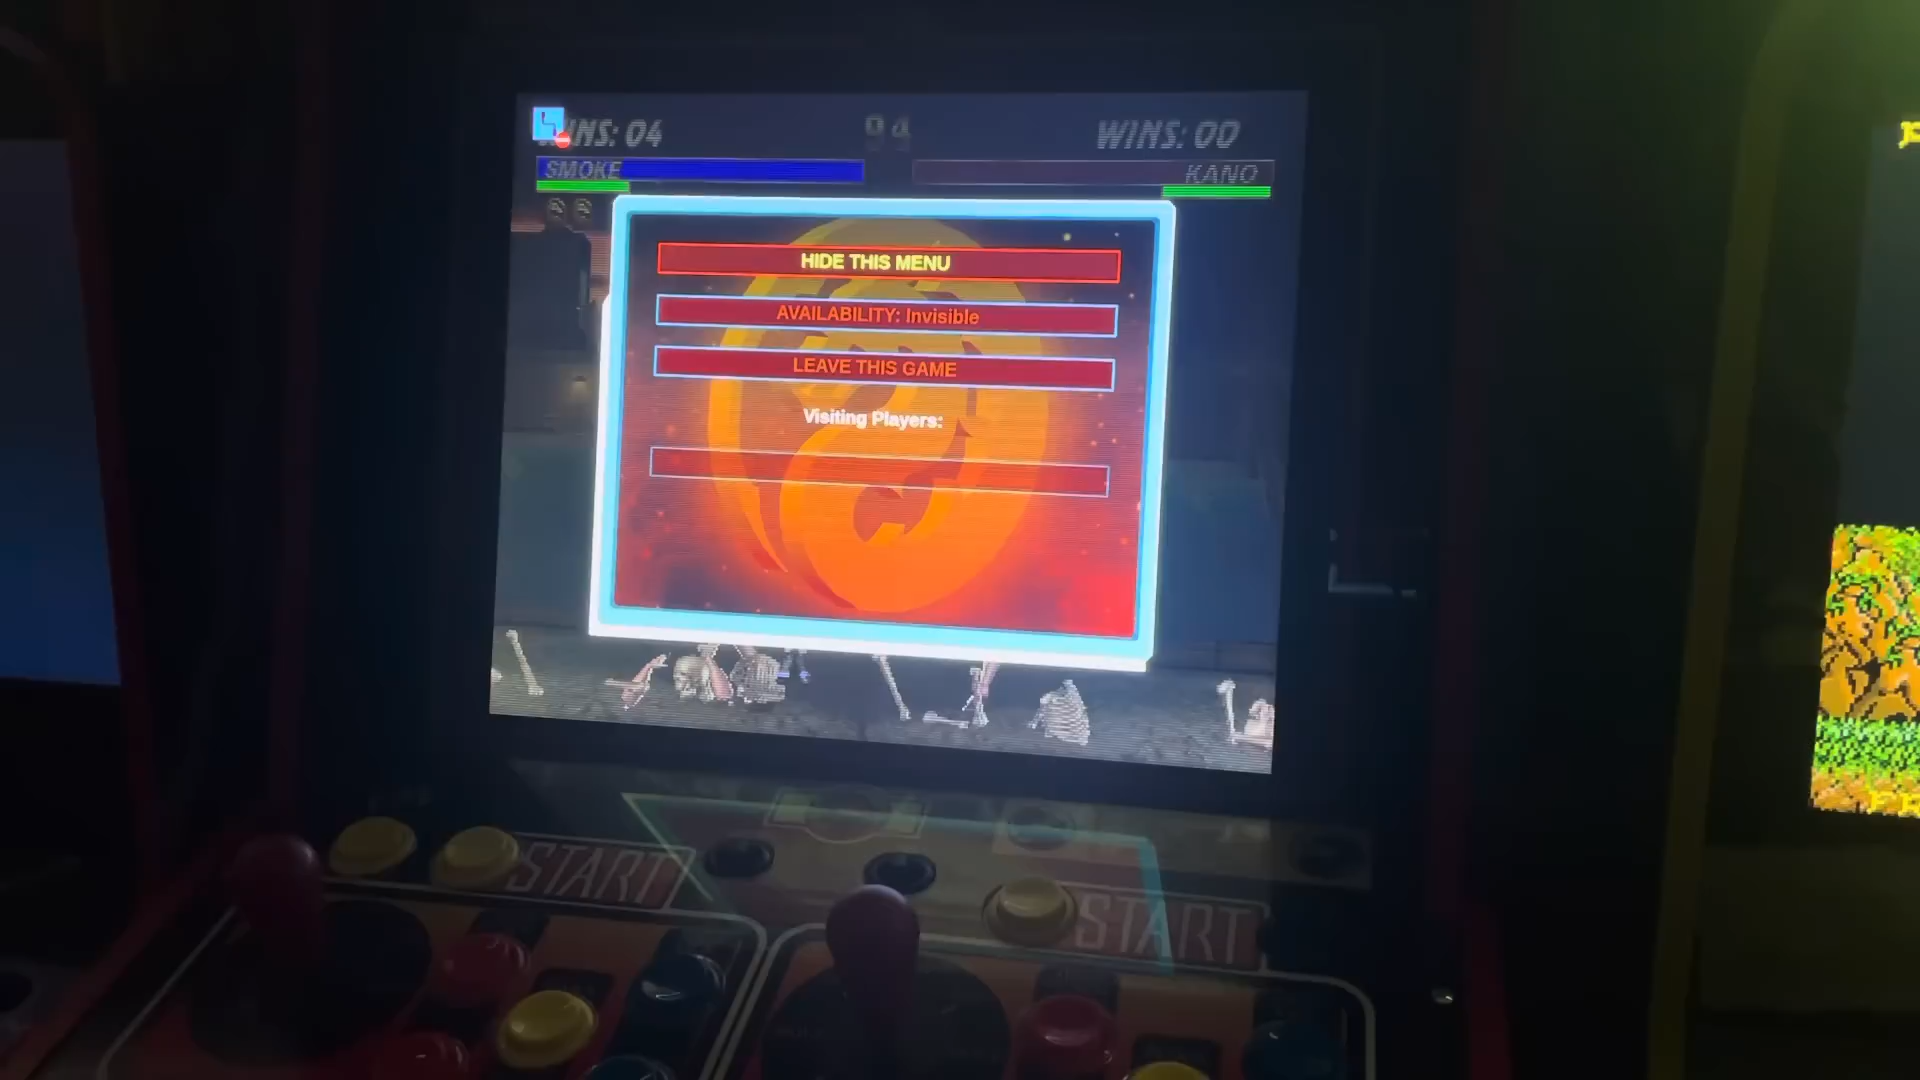 WINS: 04
94
WINS: 00
SMOKE
KANO
HIDE THIS MENU
AVAILABILITY: Invisible
LEAVE THIS GAME
Visiting Players:
START
START